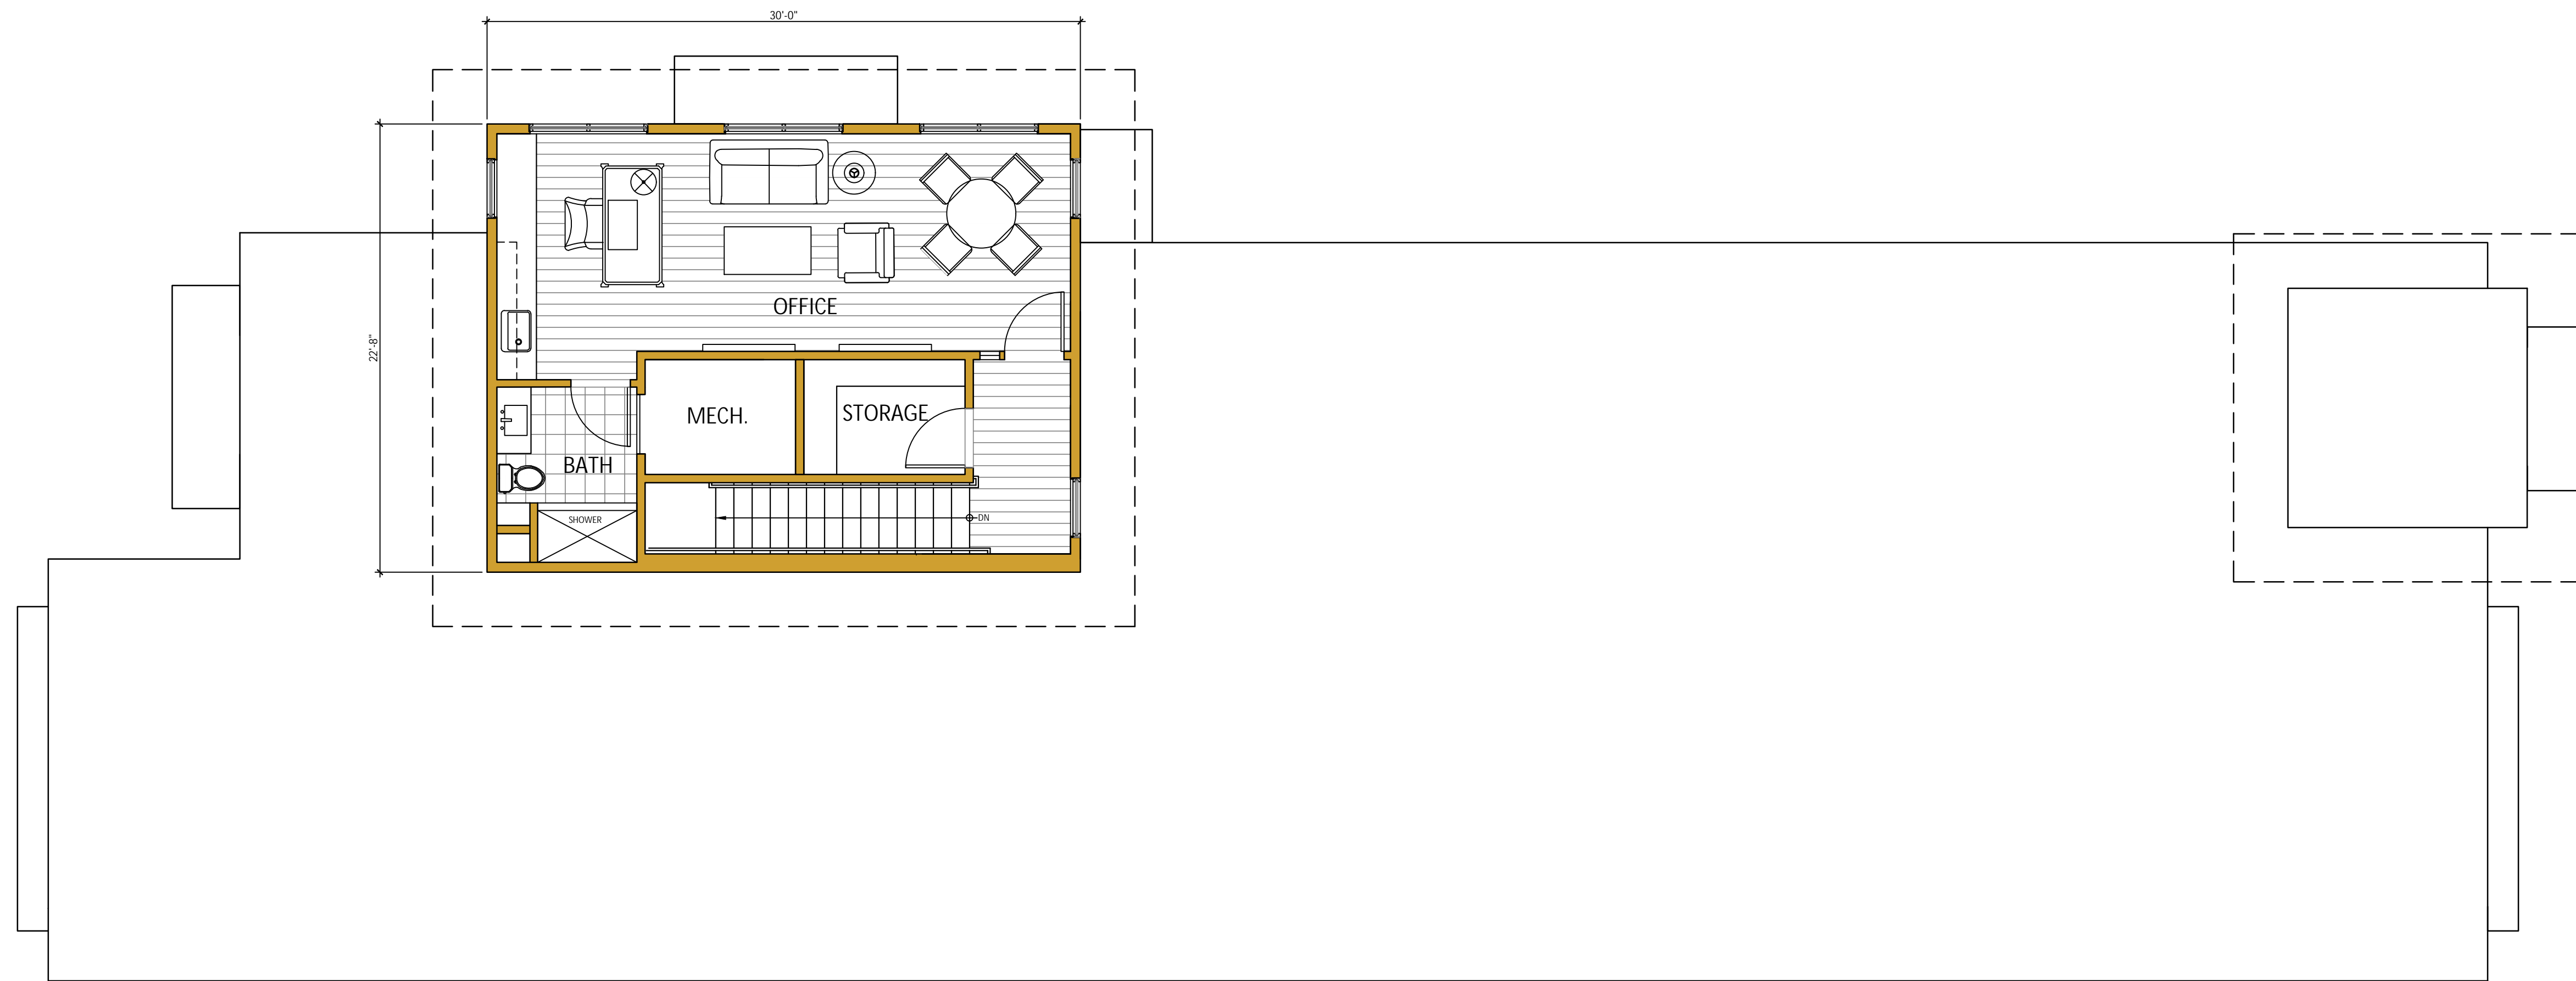 30'-0"
22'-8"
OFFICE
MECH.
STORAGE
BATH
SHOWER
DN